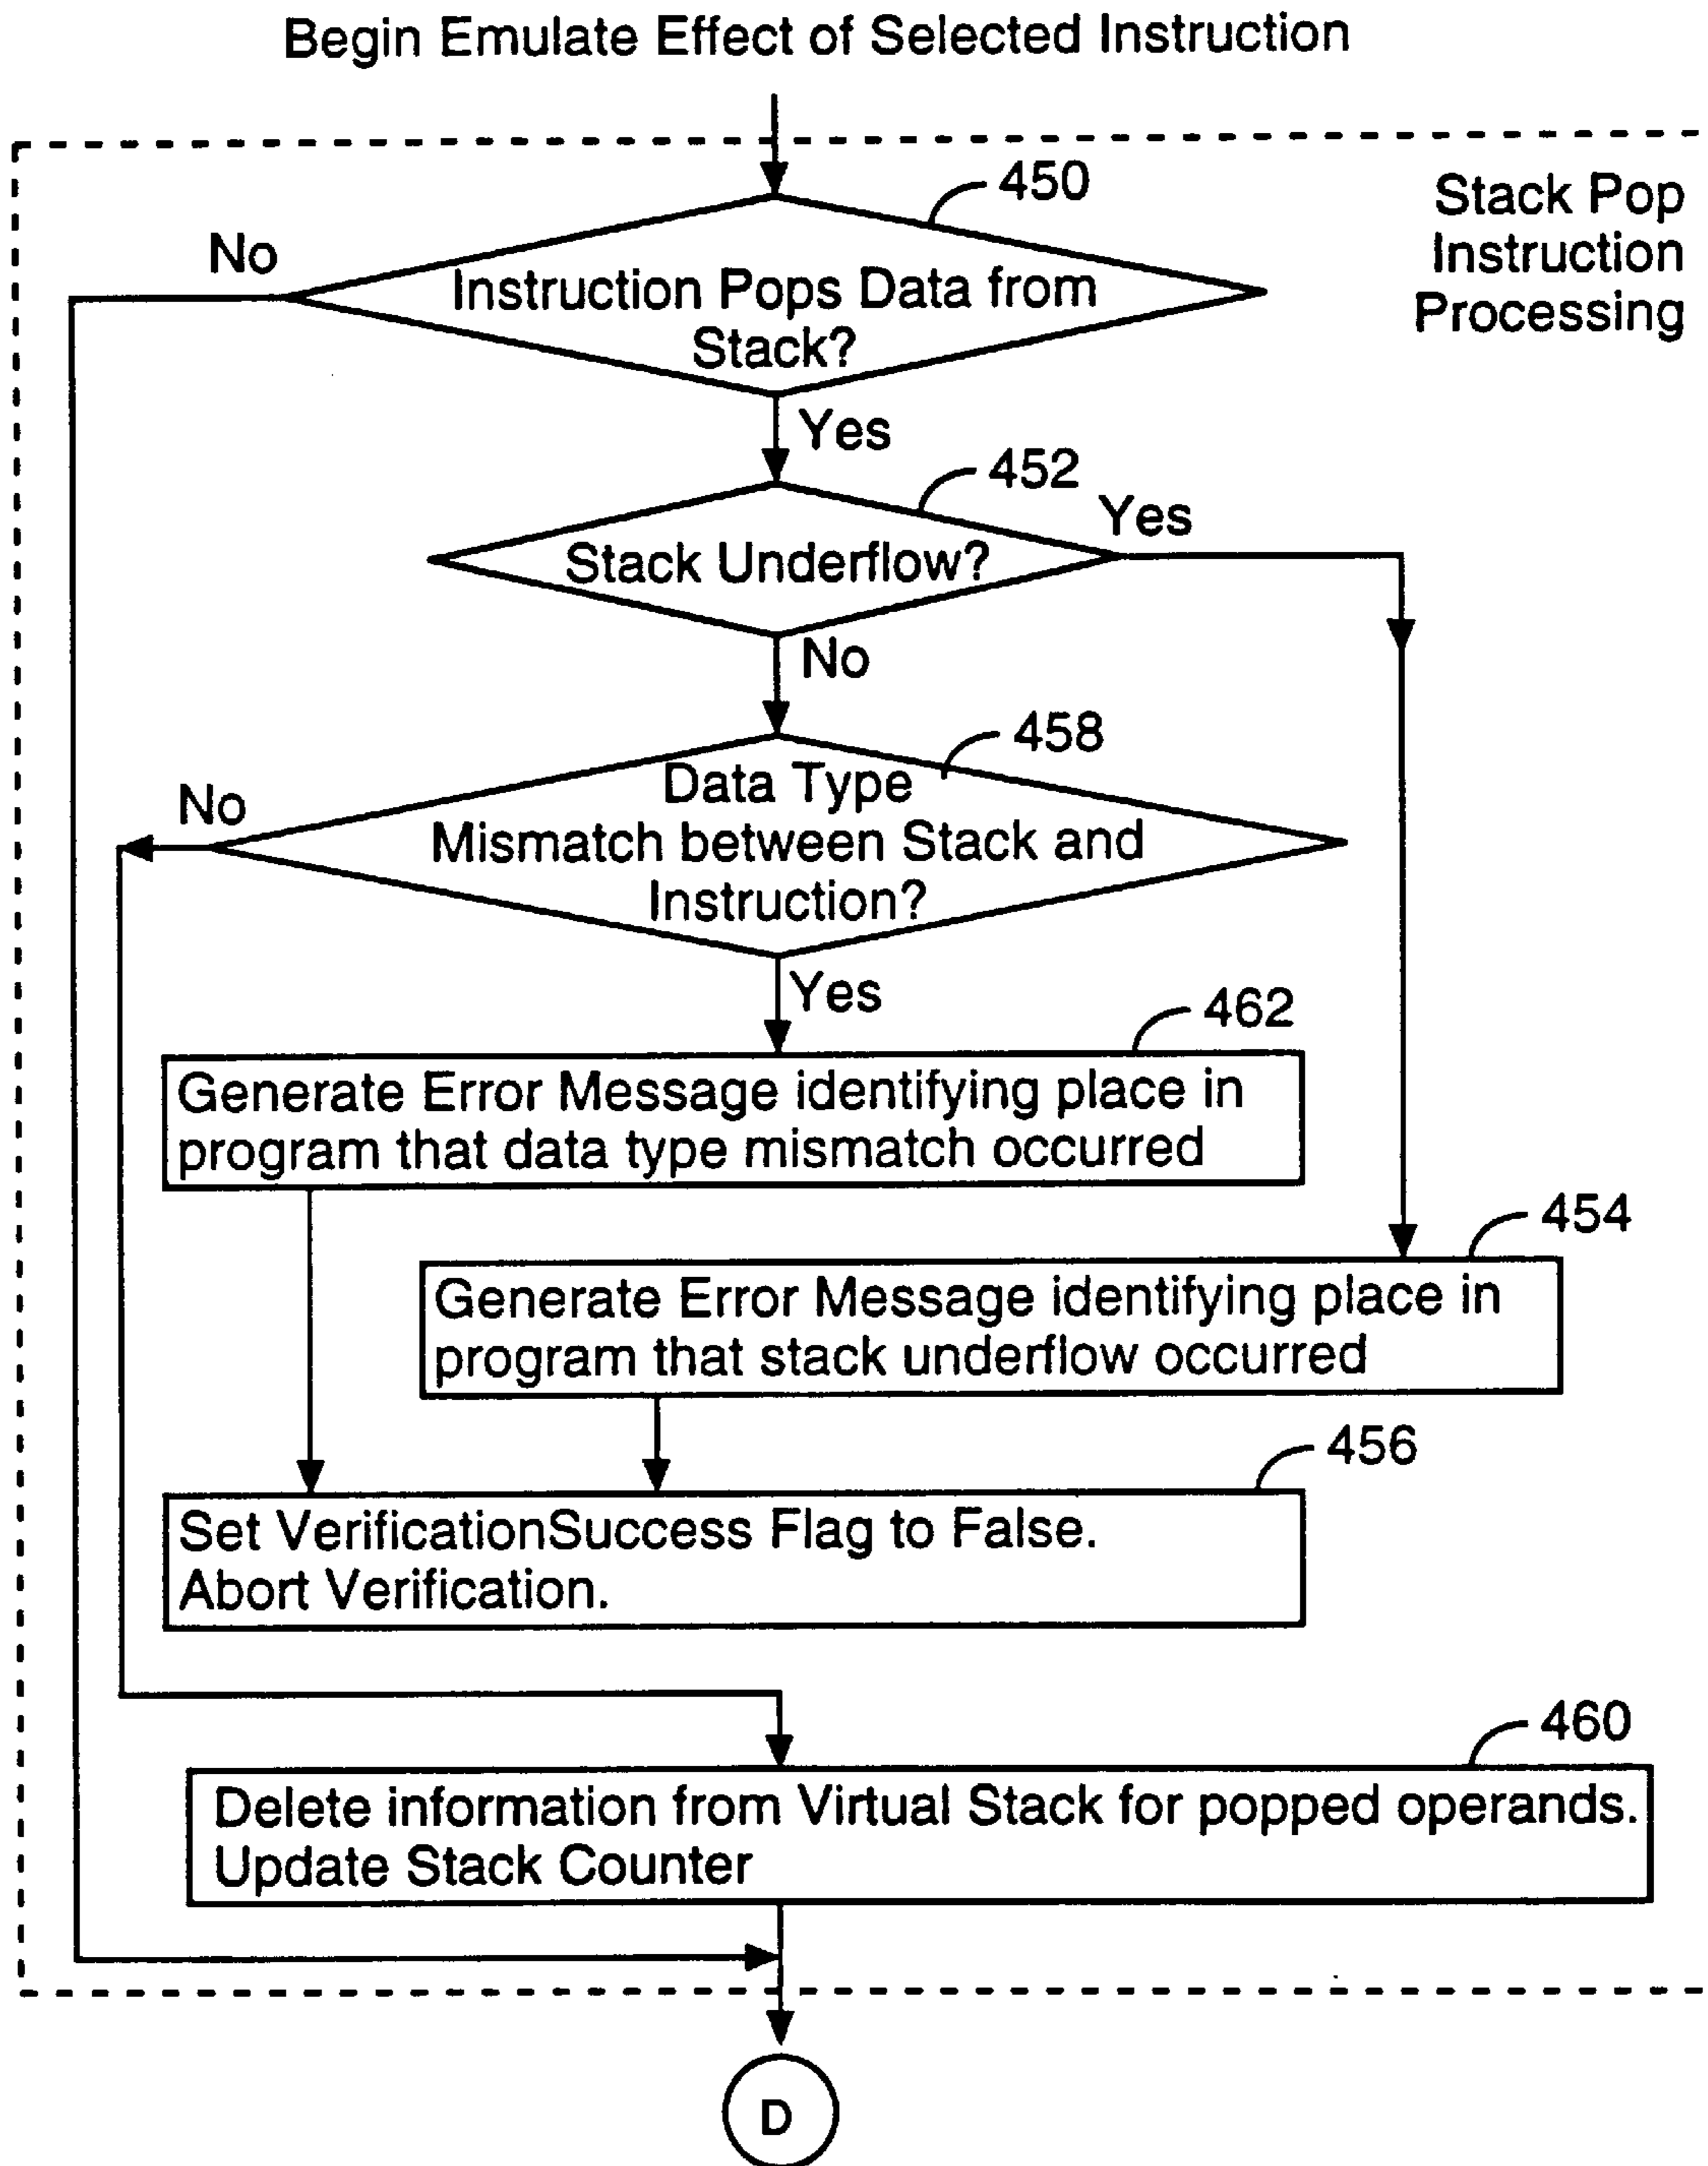 Begin Emulate Effect of Selected Instruction
450
Stack Pop
Instruction
Processing
No
Instruction Pops Data from
Stack?
Yes
452
Yes
Stack Underflow?
No
458
No
Data Type
Mismatch between Stack and
Instruction?
Yes
462
Generate Error Message identifying place in
program that data type mismatch occurred
454
Generate Error Message identifying place in
program that stack underflow occurred
456
Set VerificationSuccess Flag to False.
Abort Verification.
460
Delete information from Virtual Stack for popped operands.
Update Stack Counter
D